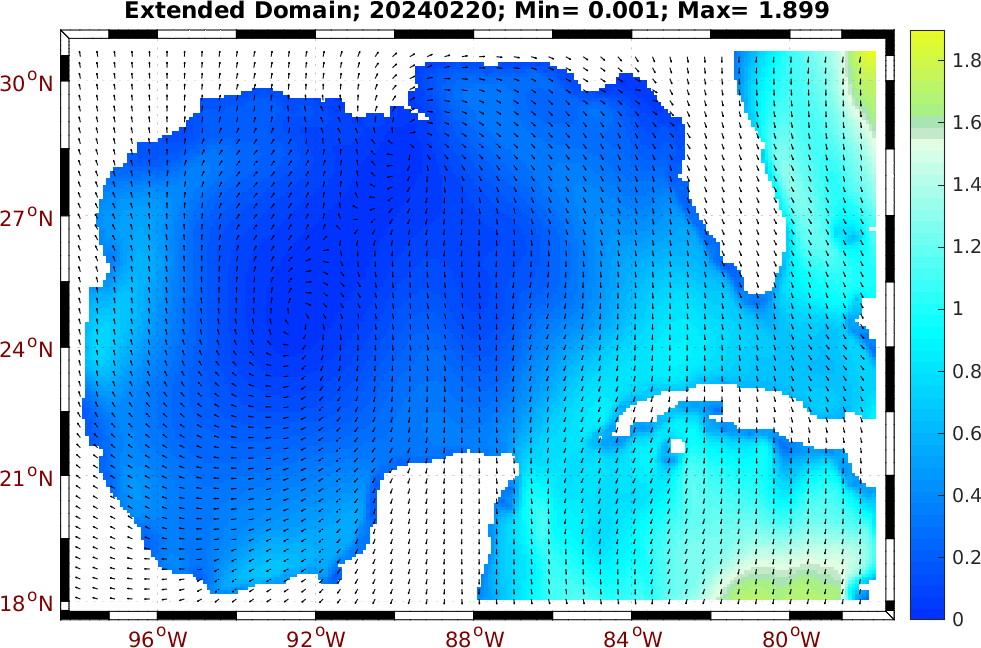 Extended Domain; 20240220; Min= 0.001; Max= 1.899
30°N
27°N
24°N
21°N
18°N
96°W
92°W
88°W
84°W
80°W
1.8
1.6
1.4
1.2
1
0.8
0.6
0.4
0.2
0